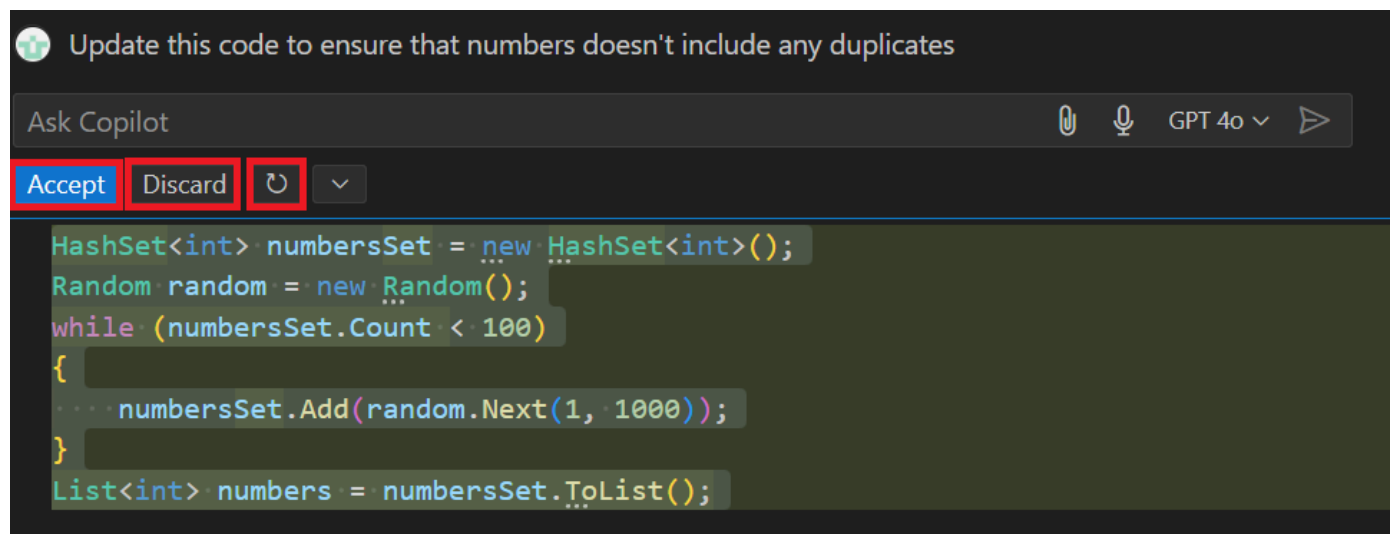 Update this code to ensure that numbers doesn't include any duplicates
Ask Copilot GPT 4o
Accept Discard
HashSet<int> numbersSet = new HashSet<int>();
Random random = new Random();
while (numbersSet.Count < 100)
{
    numbersSet.Add(random.Next(1, 1000));
}
List<int> numbers = numbersSet.ToList();